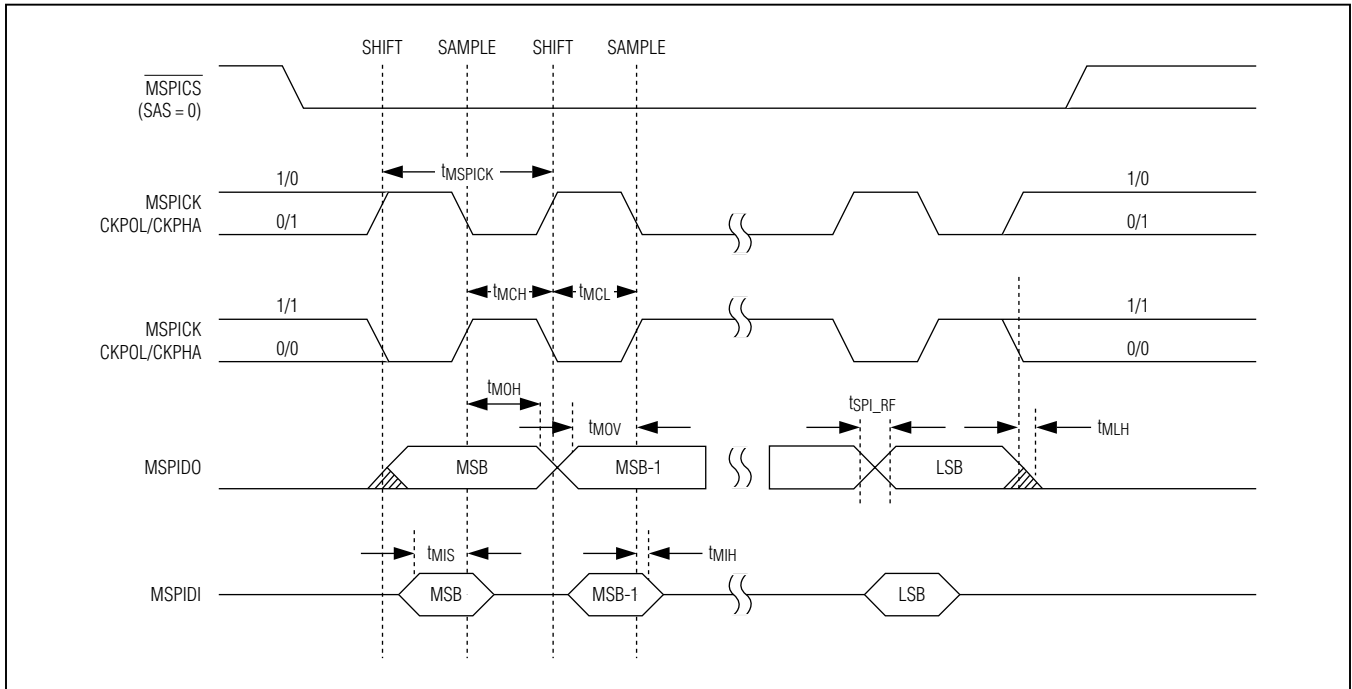 SHIFT SAMPLE SHIFT SAMPLE
MSPICS
(SAS = 0)
tMSPICK
1/0 1/0
MSPICK
CKPOL/CKPHA
0/1 0/1
tMCH tMCL
1/1 1/1
MSPICK
CKPOL/CKPHA
0/0 0/0
tMOH
tSPI_RF
tMOV tMLH
MSPIDO MSB MSB-1 LSB
tMIS tMIH
MSPIDI MSB MSB-1 LSB